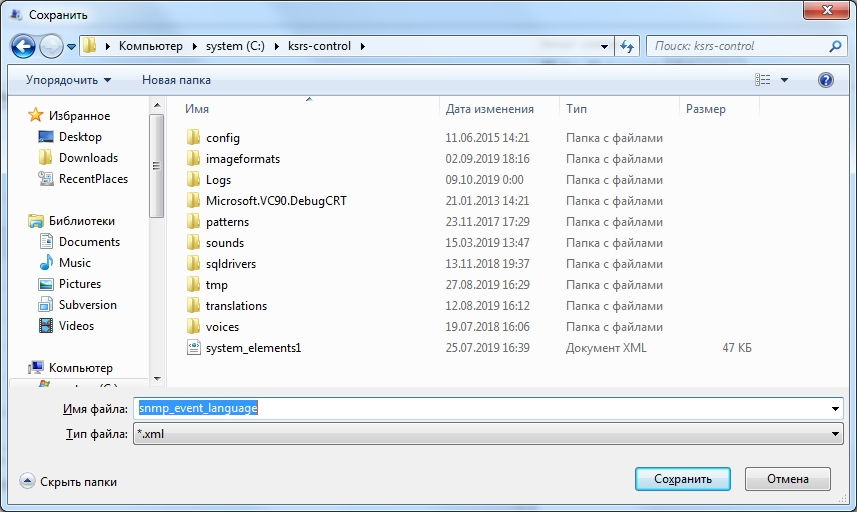 Сохранить
Компьютер system (C:) ksrs-control
Поиск: ksrs-control
Упорядочить Новая папка
Избранное
Desktop
Downloads
RecentPlaces
Библиотеки
Documents
Music
Pictures
Subversion
Videos
Компьютер
Имя Дата изменения Тип Размер
config 11.06.2015 14:21 Папка с файлами
imageformats 02.09.2019 18:16 Папка с файлами
Logs 09.10.2019 0:00 Папка с файлами
Microsoft.VC90.DebugCRT 21.01.2013 14:21 Папка с файлами
patterns 23.11.2017 17:29 Папка с файлами
sounds 15.03.2019 13:47 Папка с файлами
sqldrivers 13.11.2018 19:37 Папка с файлами
tmp 27.08.2019 16:29 Папка с файлами
translations 12.08.2019 16:12 Папка с файлами
voices 19.07.2018 16:06 Папка с файлами
system_elements1 25.07.2019 16:39 Документ XML 47 КБ
Имя файла: snmp_event_language
Тип файла: *.xml
Скрыть папки
Сохранить Отмена